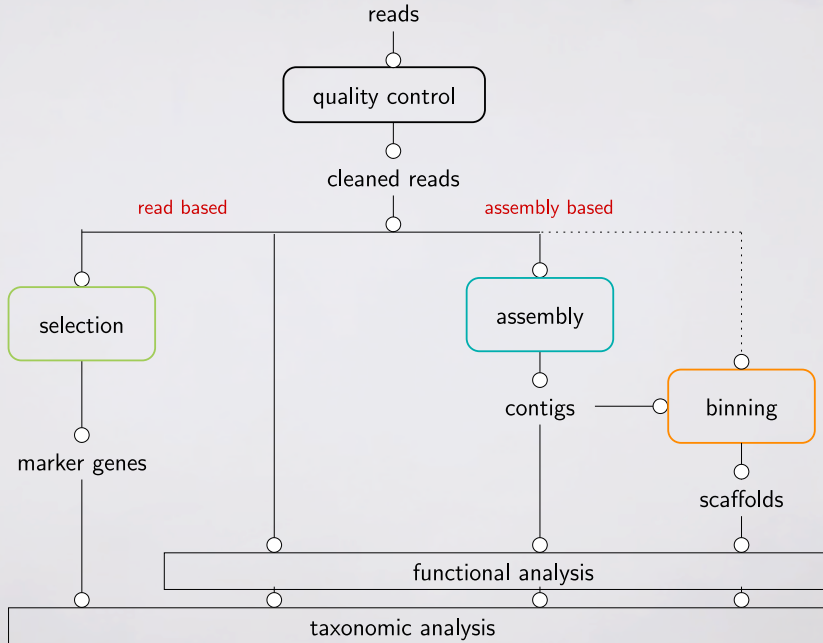 reads
quality control
cleaned reads
read based
assembly based
selection
assembly
contigs
binning
marker genes
scaffolds
functional analysis
taxonomic analysis